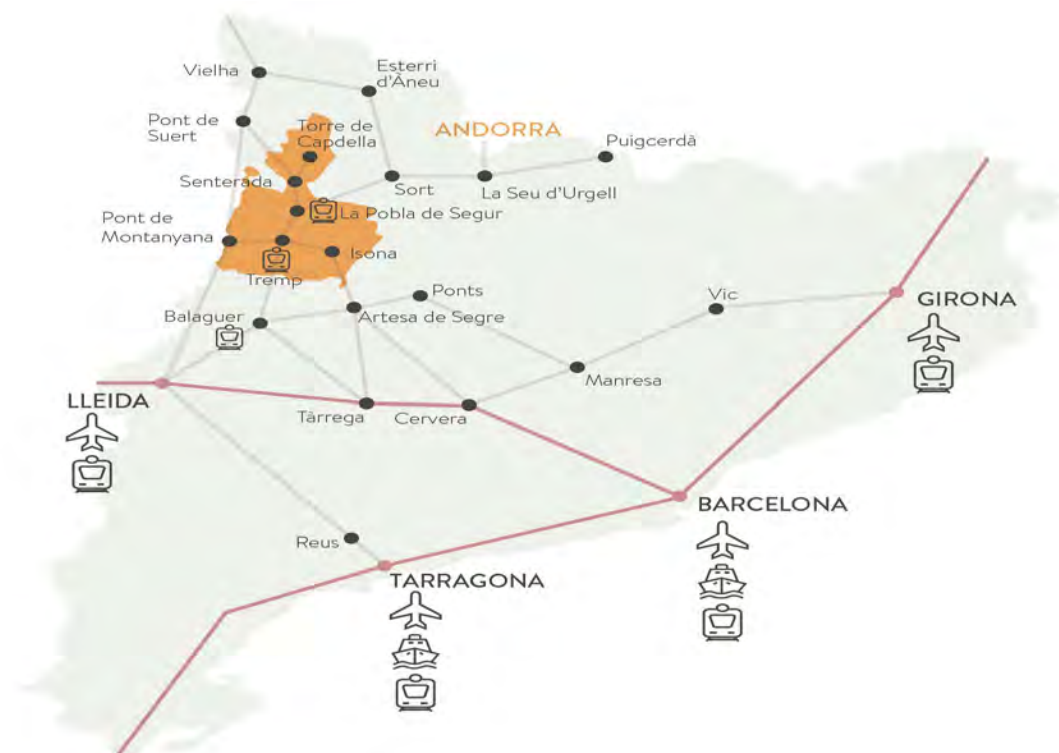 Vielha
Esterri
d'Àneu
Pont de
Suert
Torre de
Capdella
ANDORRA
Puigcerdà
Senterada
Sort
La Seu d'Urgell
La Pobla de Segur
Pont de
Montanyana
Isona
Tremp
Ponts
Vic
GIRONA
Balaguer
Artesa de Segre
Manresa
LLEIDA
Tàrrega
Cervera
BARCELONA
Reus
TARRAGONA